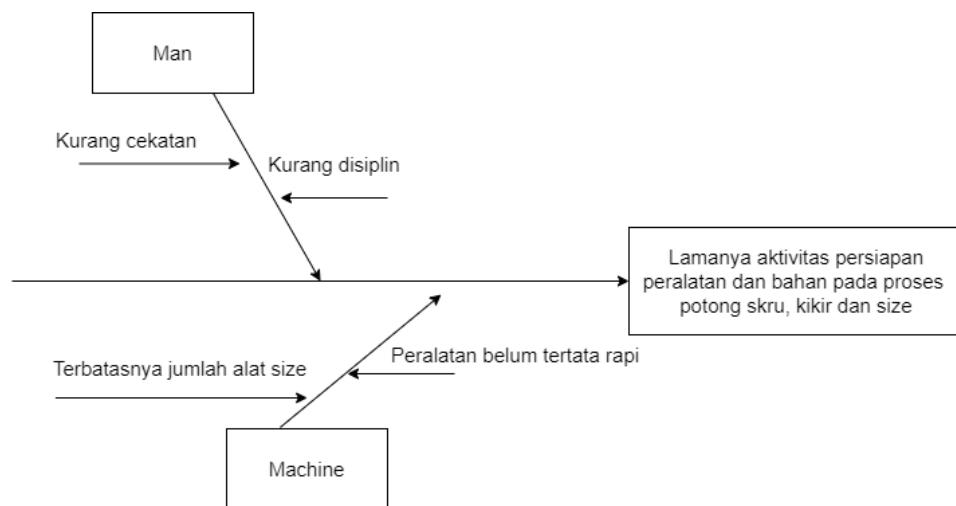 Man
Kurang cekatan
Kurang disiplin
Lamanya aktivitas persiapan
peralatan dan bahan pada proses
potong skru, kikir dan size
Peralatan belum tertata rapi
Terbatasnya jumlah alat size
Machine